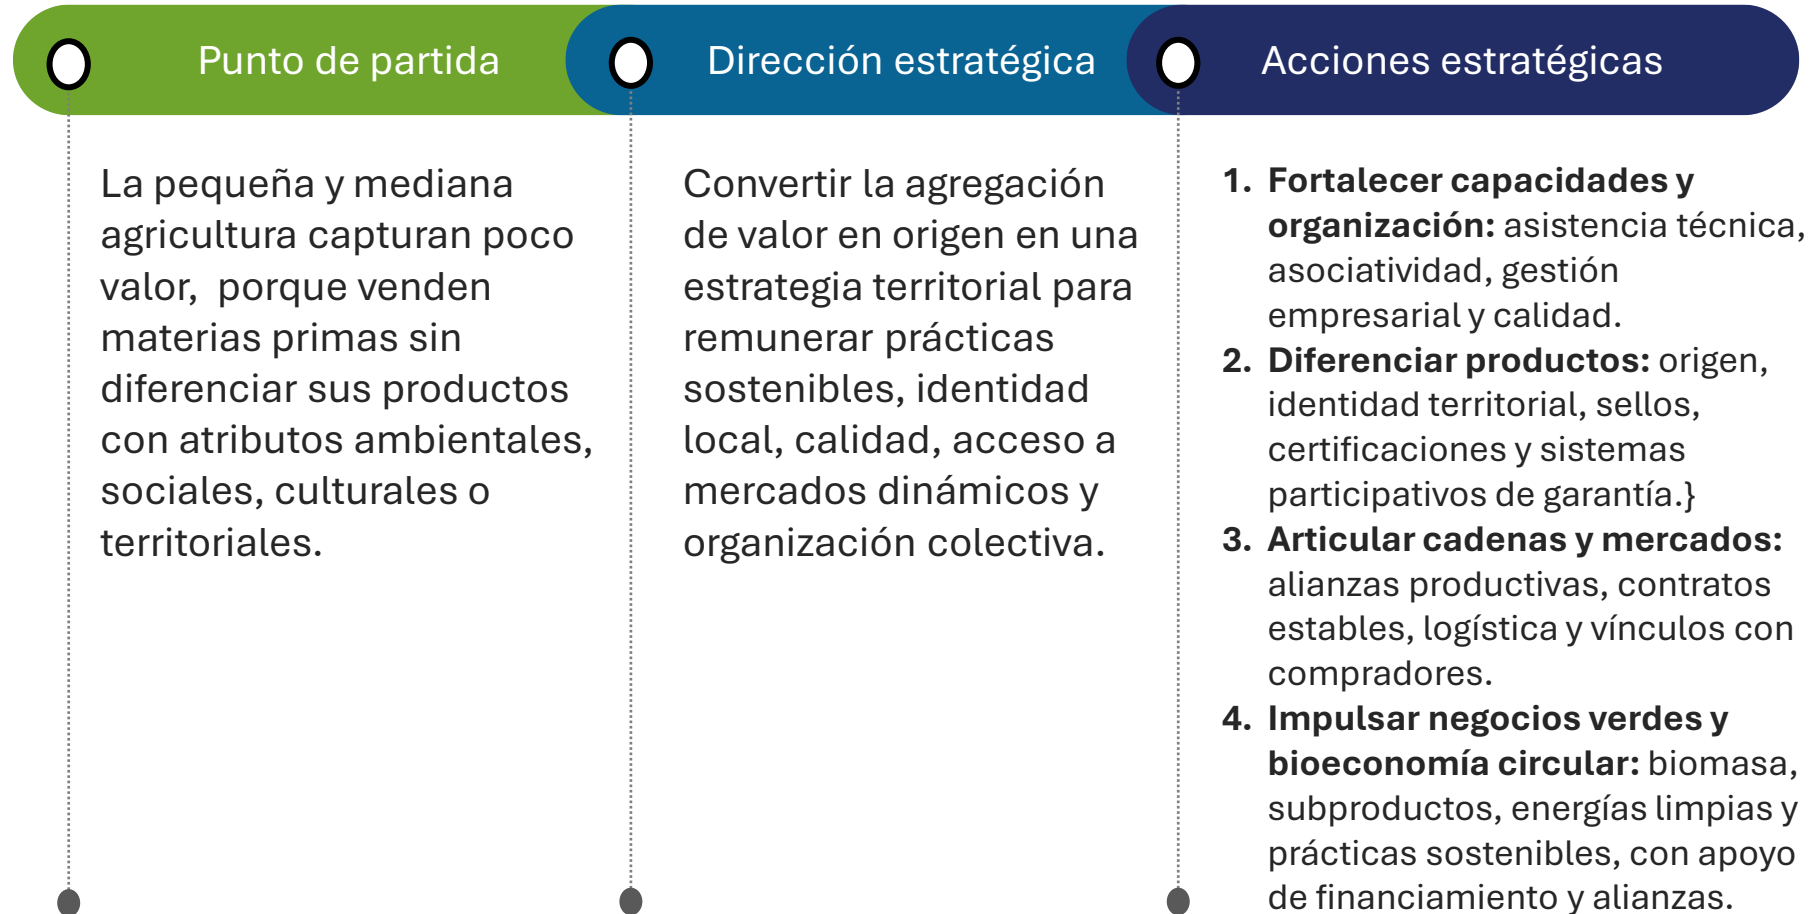 Punto de partida
Dirección estratégica
Acciones estratégicas
La pequeña y mediana
agricultura capturan poco
valor,  porque venden
materias primas sin
diferenciar sus productos
con atributos ambientales,
sociales, culturales o
territoriales.
Convertir la agregación
de valor en origen en una
estrategia territorial para
remunerar prácticas
sostenibles, identidad
local, calidad, acceso a
mercados dinámicos y
organización colectiva.
1. Fortalecer capacidades y
organización: asistencia técnica,
asociatividad, gestión
empresarial y calidad.
2. Diferenciar productos: origen,
identidad territorial, sellos,
certificaciones y sistemas
participativos de garantía.}
3. Articular cadenas y mercados:
alianzas productivas, contratos
estables, logística y vínculos con
compradores.
4. Impulsar negocios verdes y
bioeconomía circular: biomasa,
subproductos, energías limpias y
prácticas sostenibles, con apoyo
de financiamiento y alianzas.